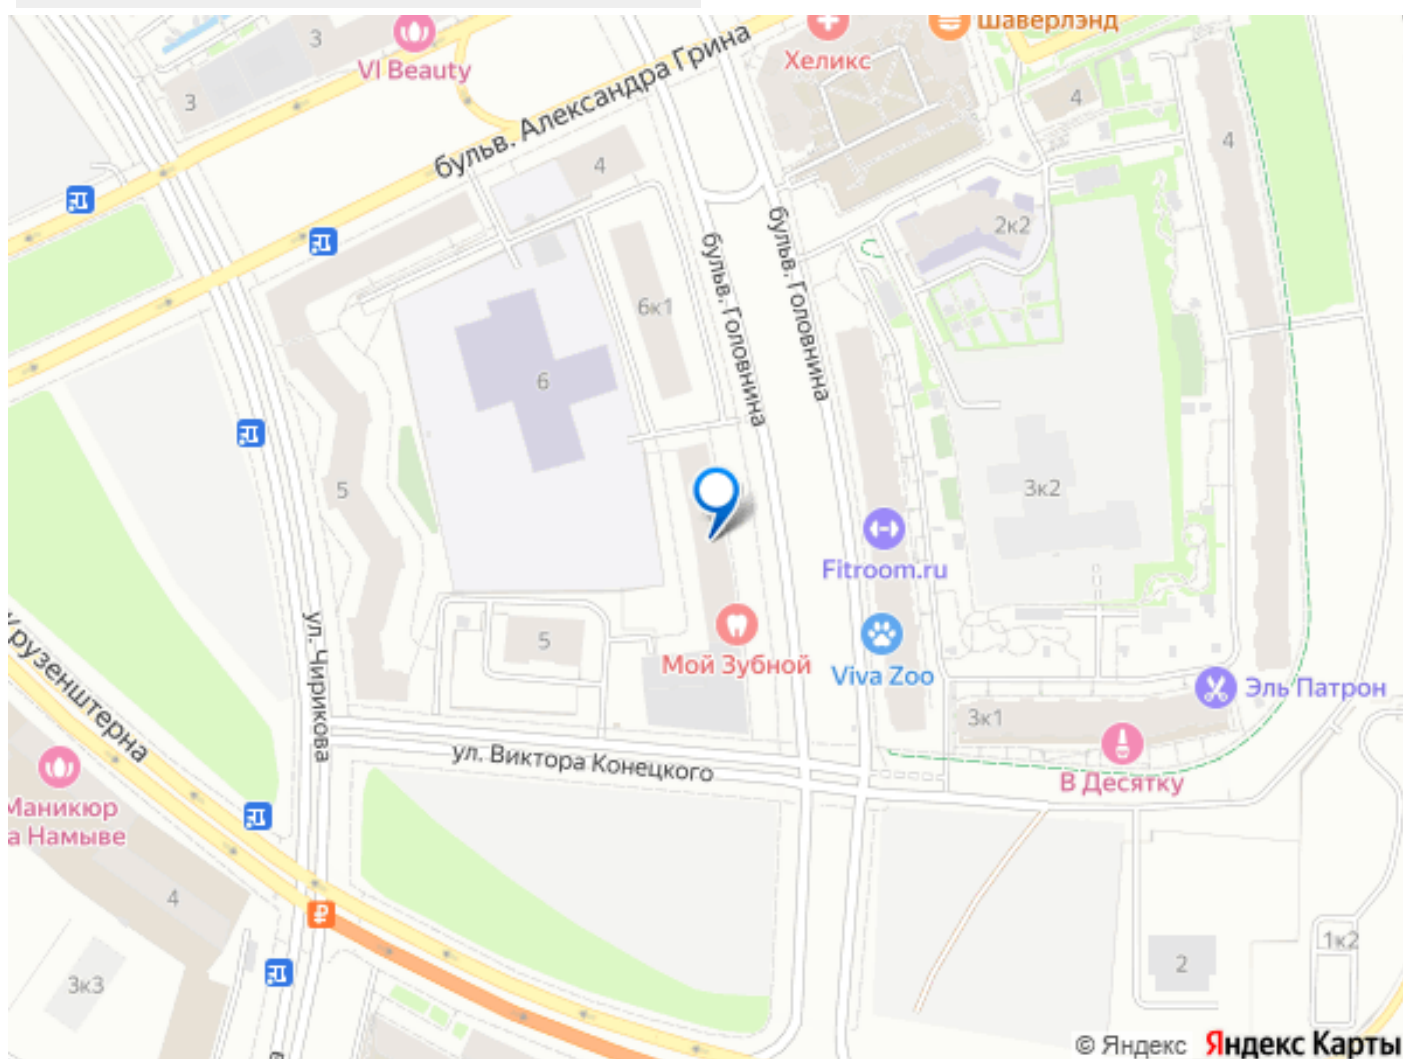 Шаверлэнд
3
VI Beauty
Хеликс
3
4
бульв. Александра Грина
4
4
2к2
бульв. Головнина
бульв. Головнина
6к1
6
5
3к2
Fitroom.ru
ул. Чирикова
5
Мой Зубной
Viva Zoo
Эль Патрон
Крузенштерна
3к1
ул. Виктора Конецкого
В Десятку
Маникюр
а Намыве
4
₽
3к3
2
1к2
© Яндекс Яндекс Карты